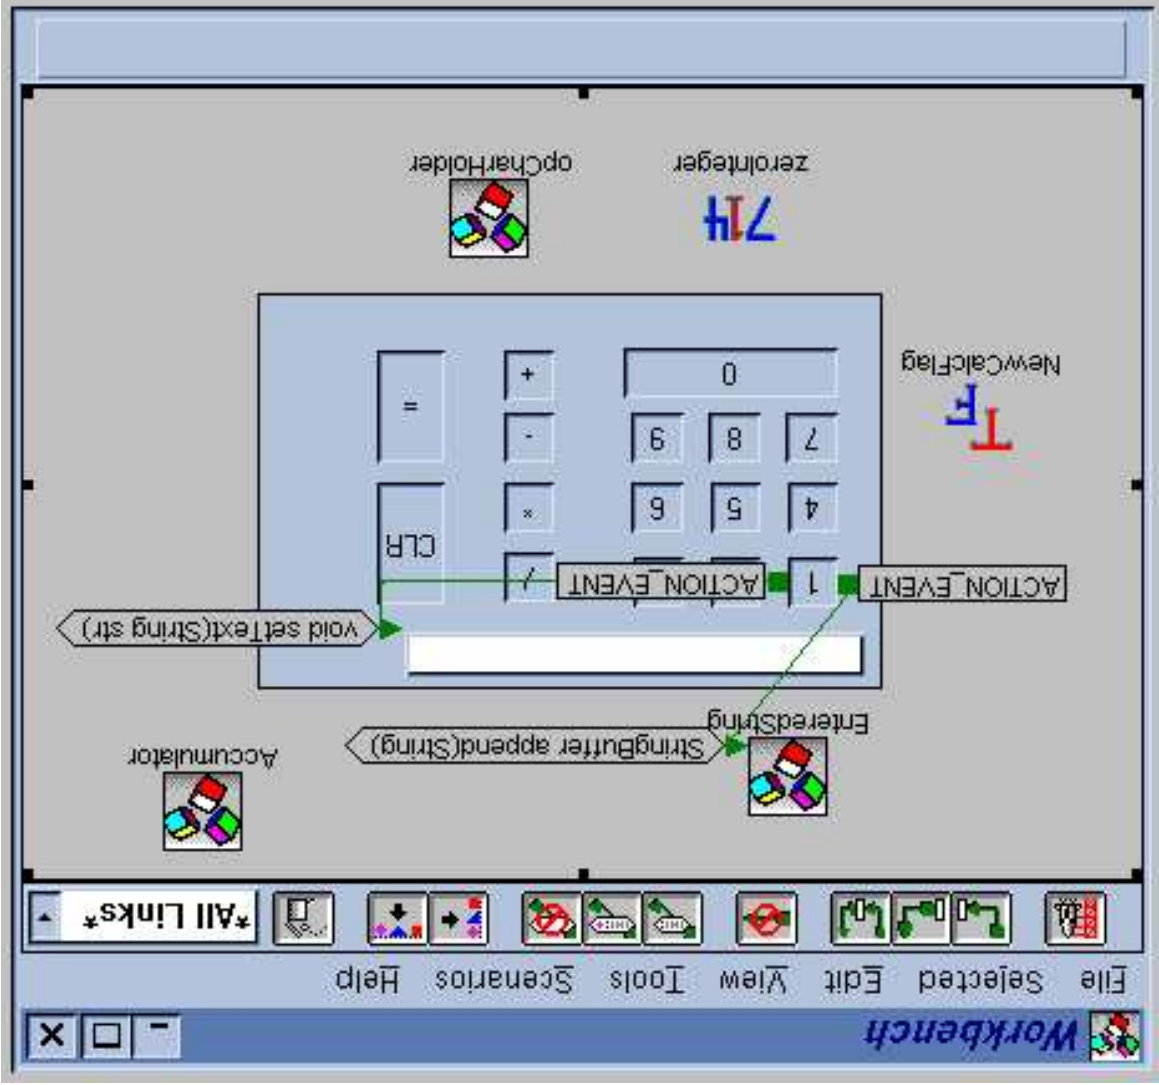 Workbench
File Selected Edit View Tools Scenarios Help
*All Links*
Accumulator
StringBuffer append(String)
EnteredString
void setText(String str)
ACTION_EVENT 1 ACTION_EVENT /
CLR
4 5 6 *
7 8 9 -
T F
=
0 +
NewCalcFlag
714
zeroInteger opCharHolder